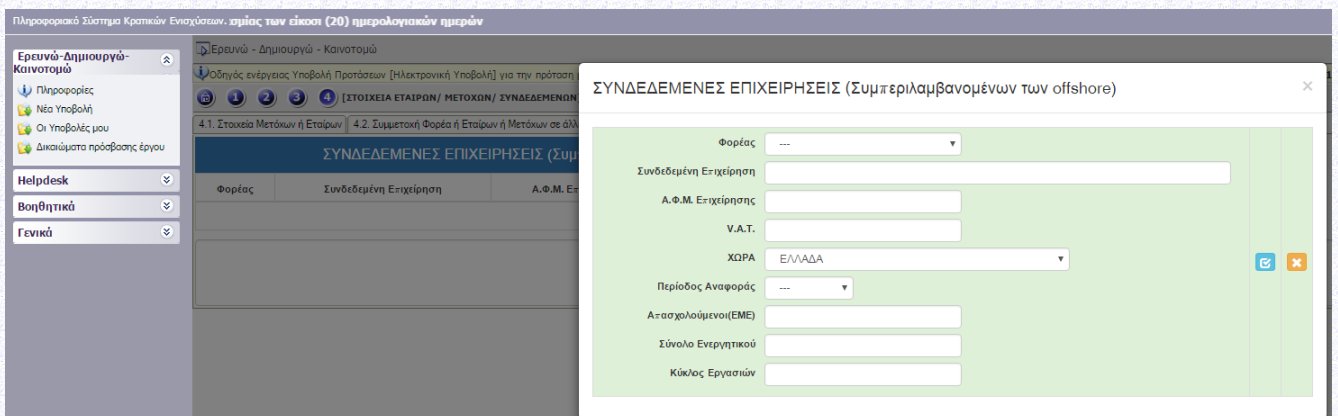 Πληροφοριακό Σύστημα Κρατικών Ενισχύσεων. σημίας των είκοσι (20) ημερολογιακών ημερών
Ερευνώ-Δημιουργώ-
Καινοτομώ
Πληροφορίες
Νέα Υποβολή
Οι Υποβολές μου
Δικαιώματα πρόσβασης έργου
Helpdesk
Βοηθητικά
Γενικά
Ερευνώ - Δημιουργώ - Καινοτομώ
Οδηγός ενέργειας Υποβολή Προτάσεων [Ηλεκτρονική Υποβολή] για την πρόταση
1 2 3 4 [ΣΤΟΙΧΕΙΑ ΕΤΑΙΡΩΝ/ ΜΕΤΟΧΩΝ/ ΣΥΝΔΕΔΕΜΕΝΩΝ
4.1. Στοιχεία Μετόχων ή Εταίρων 4.2. Συμμετοχή Φορέα ή Εταίρων ή Μετόχων σε άλλ
ΣΥΝΔΕΔΕΜΕΝΕΣ ΕΠΙΧΕΙΡΗΣΕΙΣ (Συμ
Φορέας Συνδεδεμένη Επιχείρηση Α.Φ.Μ. Επ
ΣΥΝΔΕΔΕΜΕΝΕΣ ΕΠΙΧΕΙΡΗΣΕΙΣ (Συμπεριλαμβανομένων των offshore) ×
Φορέας ---
Συνδεδεμένη Επιχείρηση
Α.Φ.Μ. Επιχείρησης
V.A.T.
ΧΩΡΑ ΕΛΛΑΔΑ
Περίοδος Αναφοράς ---
Απασχολούμενοι(ΕΜΕ)
Σύνολο Ενεργητικού
Κύκλος Εργασιών